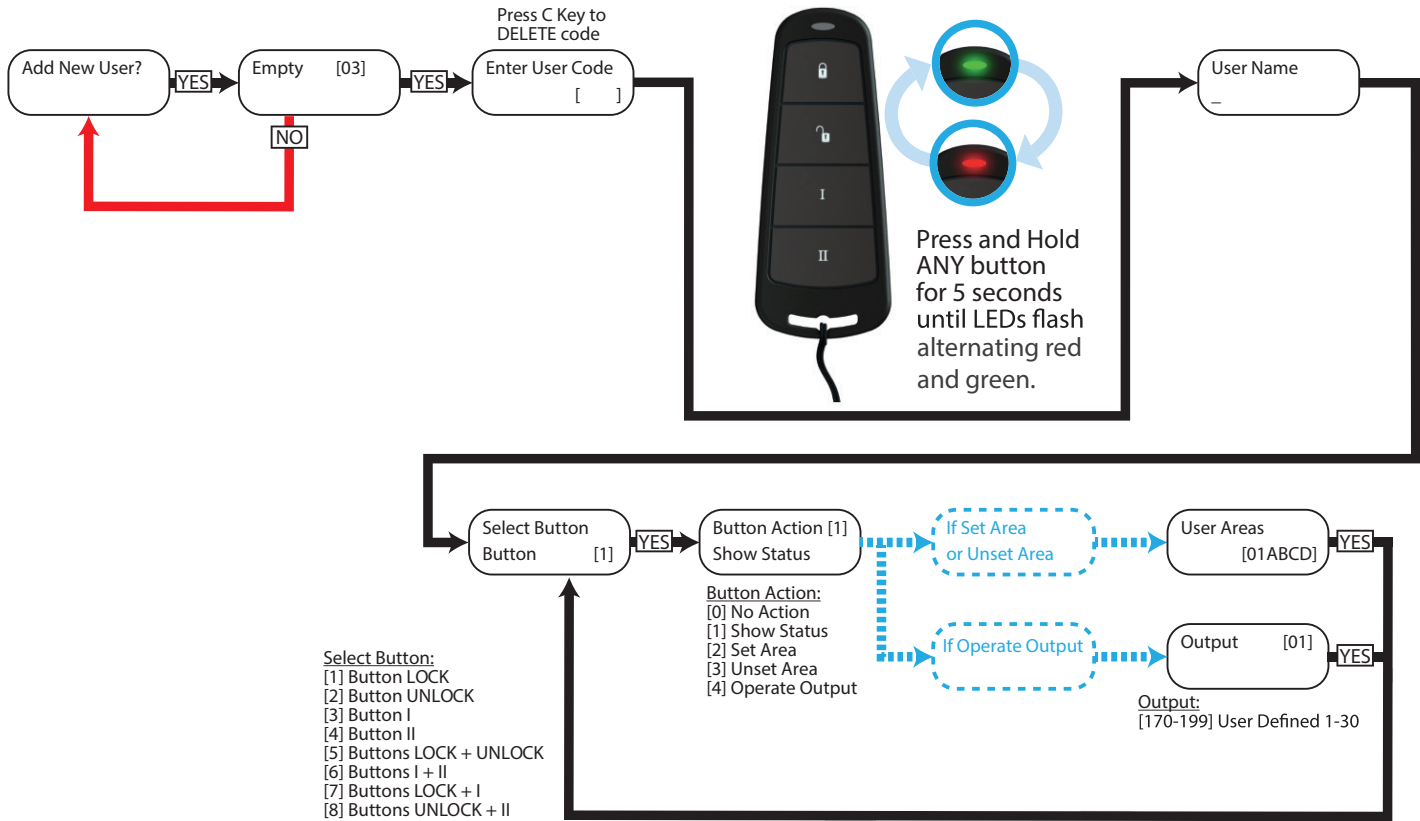 Press C Key to
DELETE code
Add New User?
YES
Empty [03]
YES
Enter User Code
[ ]
User Name
_
NO
I
II
Press and Hold
ANY button
for 5 seconds
until LEDs flash
alternating red
and green.
Select Button
Button [1]
YES
Button Action [1]
Show Status
If Set Area
or Unset Area
User Areas
[01ABCD]
YES
Button Action:
[0] No Action
[1] Show Status
[2] Set Area
[3] Unset Area
[4] Operate Output
If Operate Output
Output [01]
YES
Output:
[170-199] User Defined 1-30
Select Button:
[1] Button LOCK
[2] Button UNLOCK
[3] Button I
[4] Button II
[5] Buttons LOCK + UNLOCK
[6] Buttons I + II
[7] Buttons LOCK + I
[8] Buttons UNLOCK + II